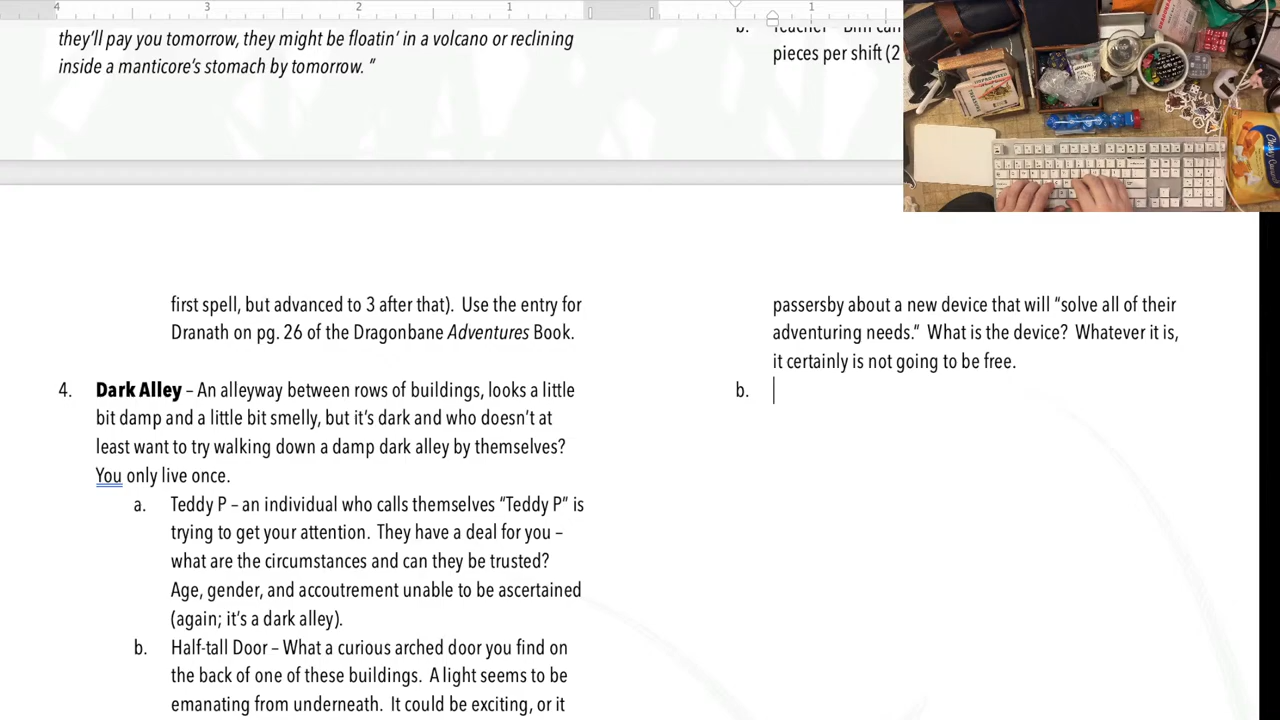 4 3 2 1 1
they’ll pay you tomorrow, they might be floatin’ in a volcano or reclining
inside a manticore’s stomach by tomorrow. ”
first spell, but advanced to 3 after that). Use the entry for
Dranath on pg. 26 of the Dragonbane Adventures Book.
4. Dark Alley – An alleyway between rows of buildings, looks a little
bit damp and a little bit smelly, but it’s dark and who doesn’t at
least want to try walking down a damp dark alley by themselves?
You only live once.
a. Teddy P – an individual who calls themselves “Teddy P” is
trying to get your attention. They have a deal for you –
what are the circumstances and can they be trusted?
Age, gender, and accoutrement unable to be ascertained
(again; it’s a dark alley).
b. Half-tall Door – What a curious arched door you find on
the back of one of these buildings. A light seems to be
emanating from underneath. It could be exciting, or it
b. Teacher – can
pieces per shift (2
passersby about a new device that will “solve all of their
adventuring needs.” What is the device? Whatever it is,
it certainly is not going to be free.
b.
Chewy